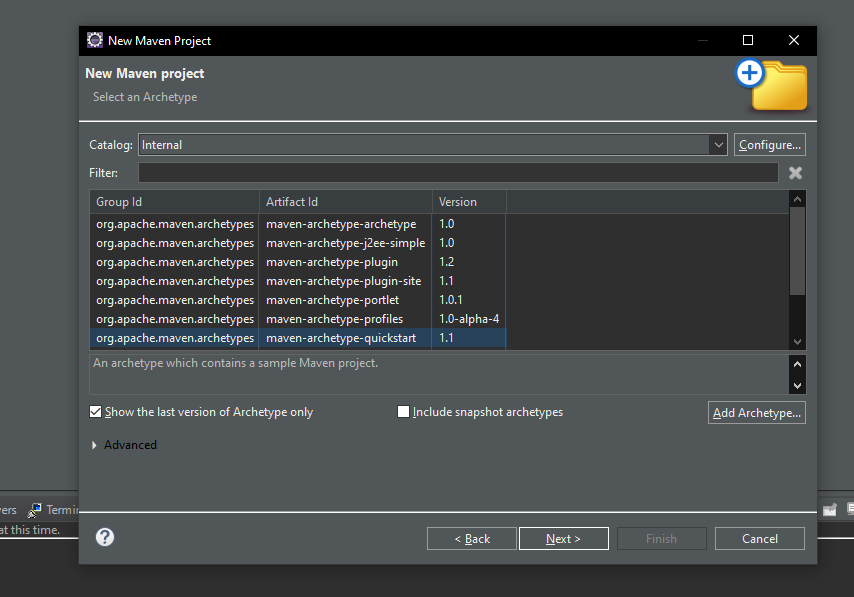 New Maven Project
New Maven project
Select an Archetype
Catalog: Internal Configure...
Filter:
Group Id Artifact Id Version
org.apache.maven.archetypes maven-archetype-archetype 1.0
org.apache.maven.archetypes maven-archetype-j2ee-simple 1.0
org.apache.maven.archetypes maven-archetype-plugin 1.2
org.apache.maven.archetypes maven-archetype-plugin-site 1.1
org.apache.maven.archetypes maven-archetype-portlet 1.0.1
org.apache.maven.archetypes maven-archetype-profiles 1.0-alpha-4
org.apache.maven.archetypes maven-archetype-quickstart 1.1
An archetype which contains a sample Maven project.
Show the last version of Archetype only Include snapshot archetypes Add Archetype...
Advanced
vers Termin
at this time.
? < Back Next > Finish Cancel